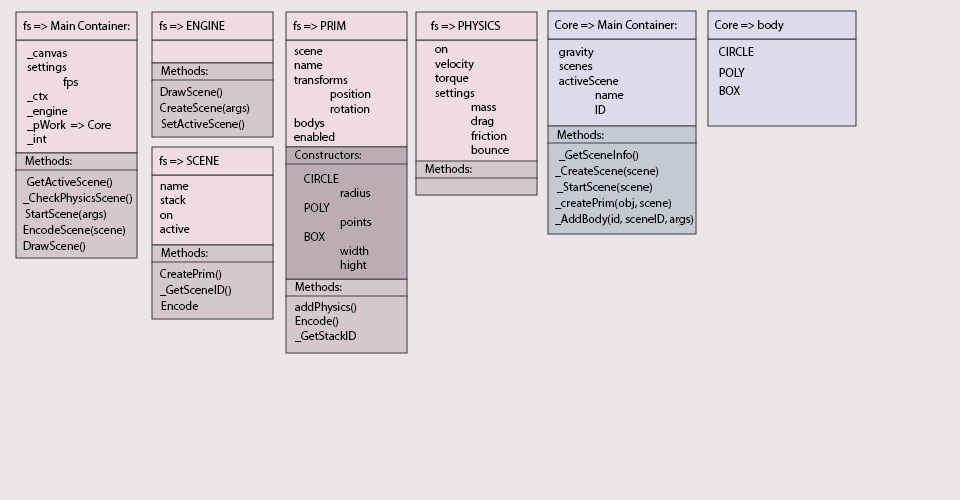 fs => Main Container:
_canvas
settings
fps
_ctx
_engine
_pWork => Core
_int
Methods:
GetActiveScene()
_CheckPhysicsScene()
StartScene(args)
EncodeScene(scene)
DrawScene()
fs => ENGINE
Methods:
DrawScene()
CreateScene(args)
SetActiveScene()
fs => SCENE
name
stack
on
active
Methods:
CreatePrim()
_GetSceneID()
Encode
fs => PRIM
scene
name
transforms
position
rotation
bodys
enabled
Constructors:
CIRCLE
radius
POLY
points
BOX
width
hight
Methods:
addPhysics()
Encode()
_GetStackID
fs => PHYSICS
on
velocity
torque
settings
mass
drag
friction
bounce
Methods:
Core => Main Container:
gravity
scenes
activeScene
name
ID
Methods:
_GetSceneInfo()
_CreateScene(scene)
_StartScene(scene)
_createPrim(obj, scene)
_AddBody(id, sceneID, args)
Core => body
CIRCLE
POLY
BOX